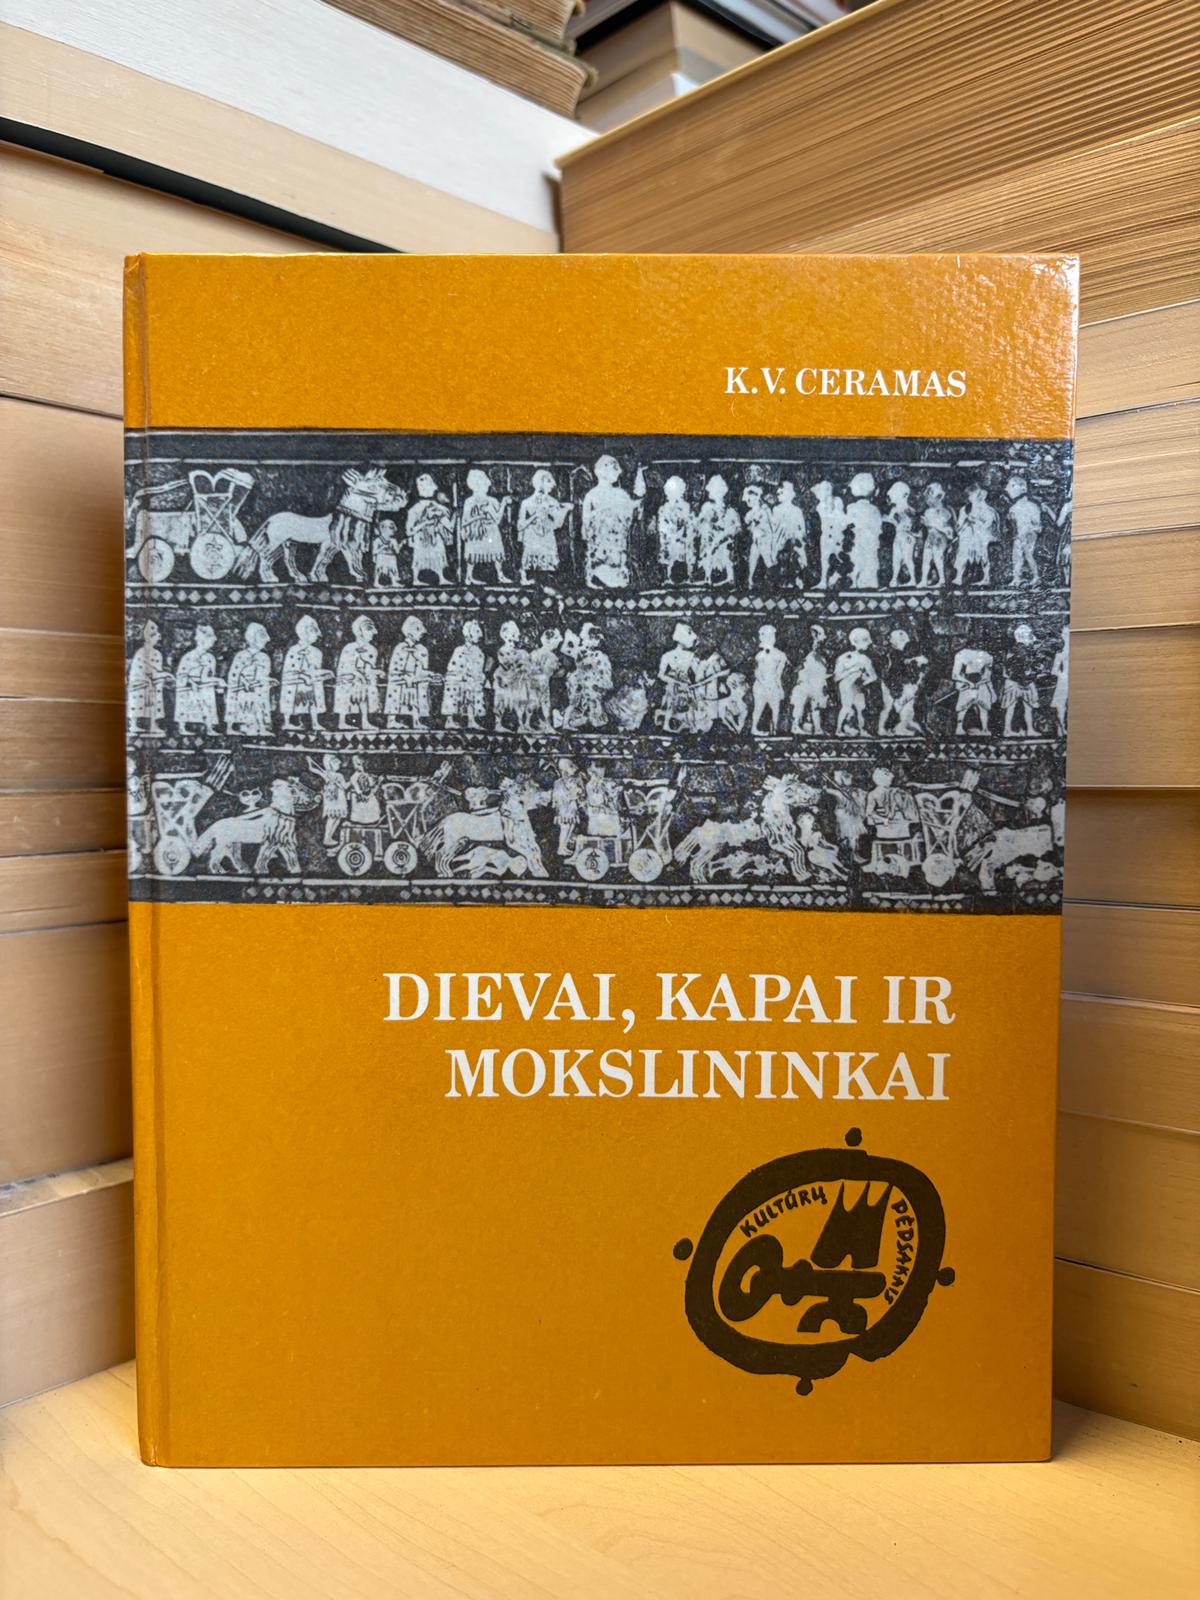 K.V. CERAMAS
DIEVAI, KAPAI IR
MOKSLININKAI
KULTŪRŲ
PĖDSAKAIS